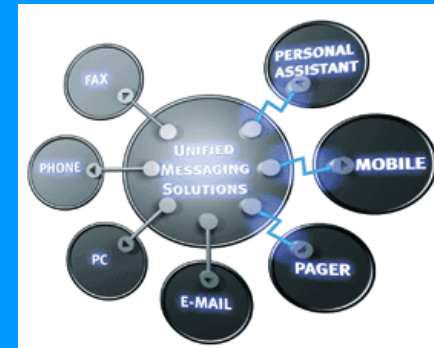 PERSONAL
ASSISTANT
FAX
UNIFIED
MESSAGING
SOLUTIONS
PHONE
MOBILE
PC
PAGER
E-MAIL